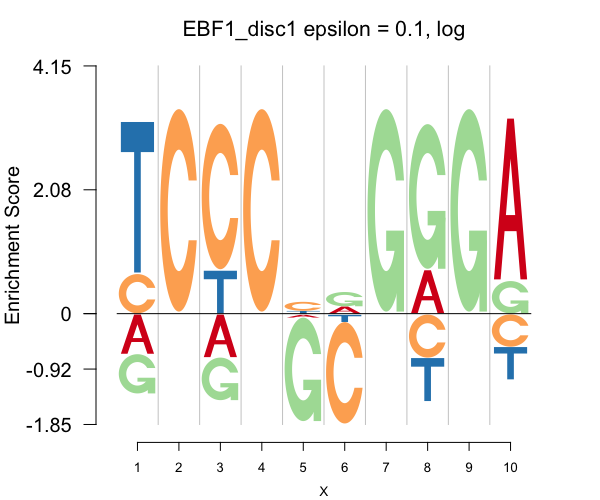 EBF1_disc1 epsilon = 0.1, log
4.15
2.08
0
-0.92
-1.85
Enrichment Score
T C C C C G G G G A
C T T A A G
A A A T T C C
G G G C T T
1 2 3 4 5 6 7 8 9 10
X